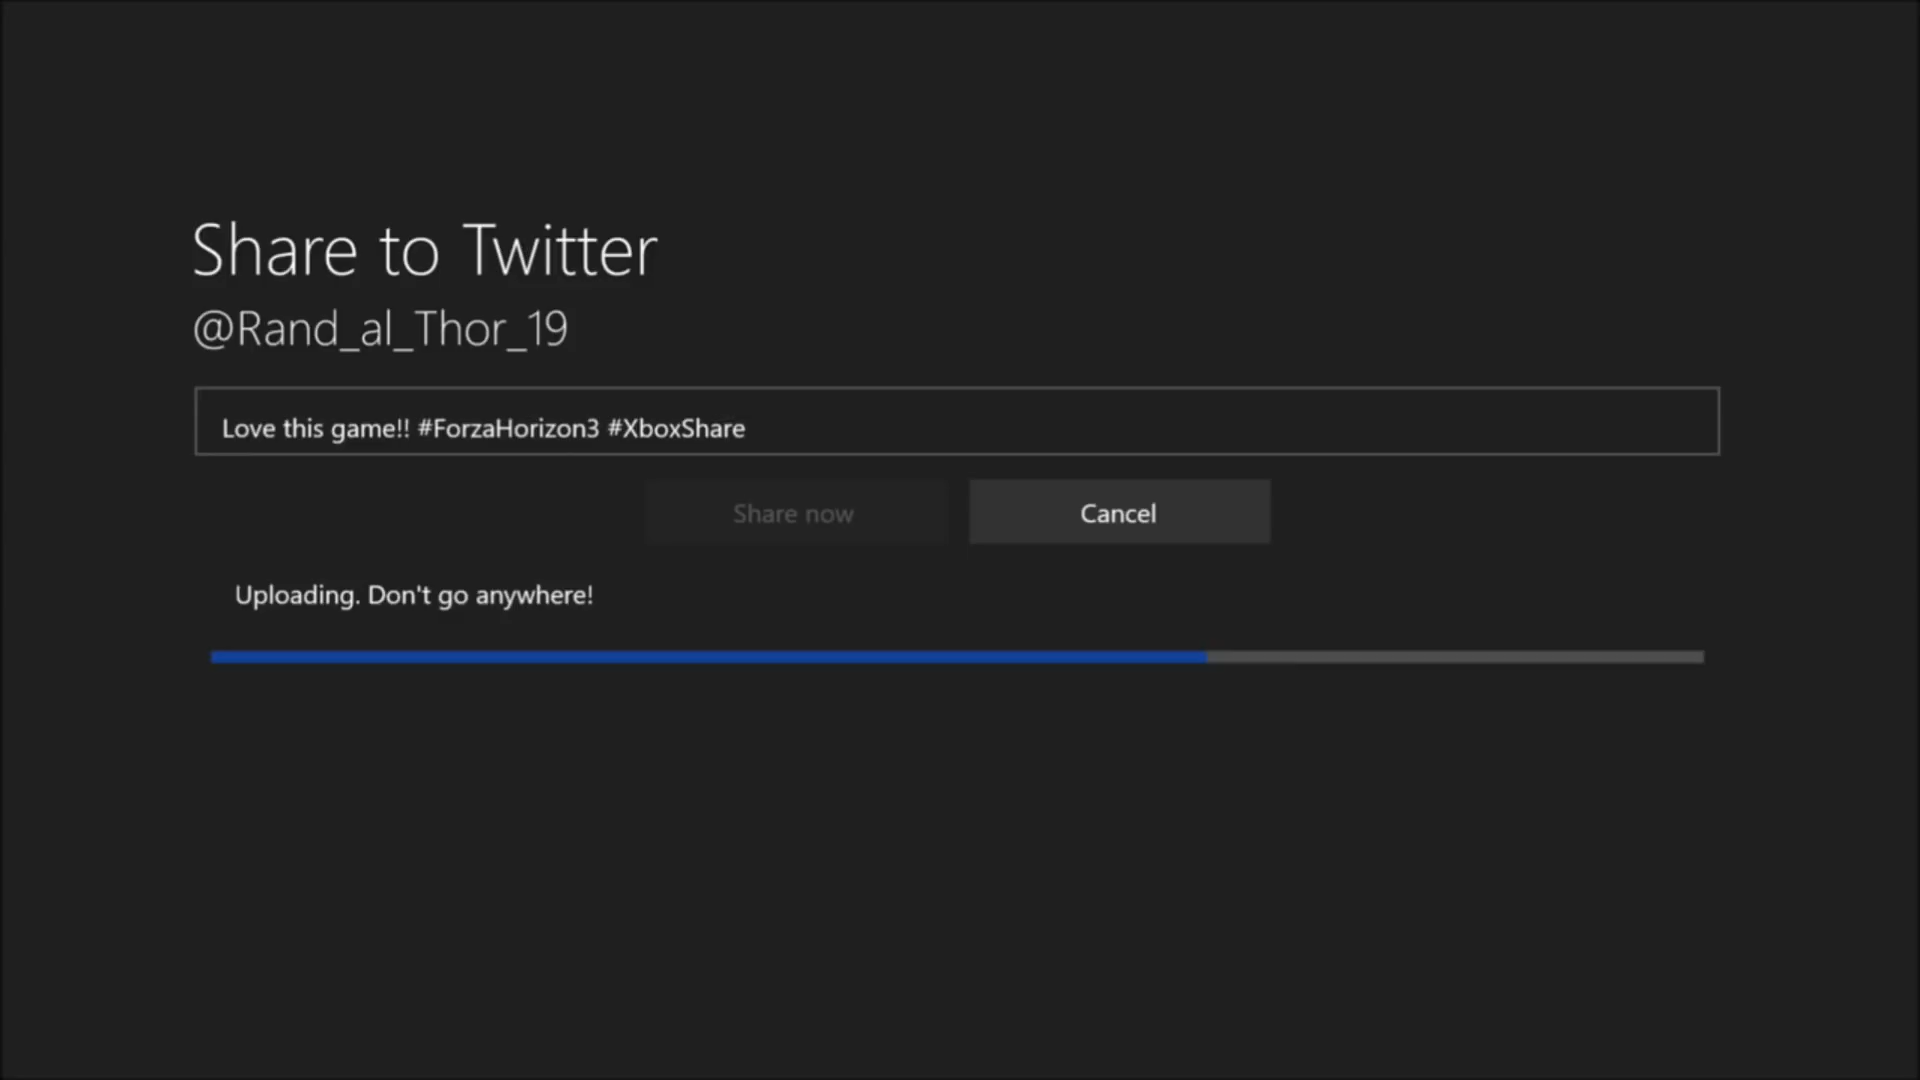 Share to Twitter
@Rand_al_Thor_19
Love this game!! #ForzaHorizon3 #XboxShare
Share now
Cancel
Uploading. Don't go anywhere!